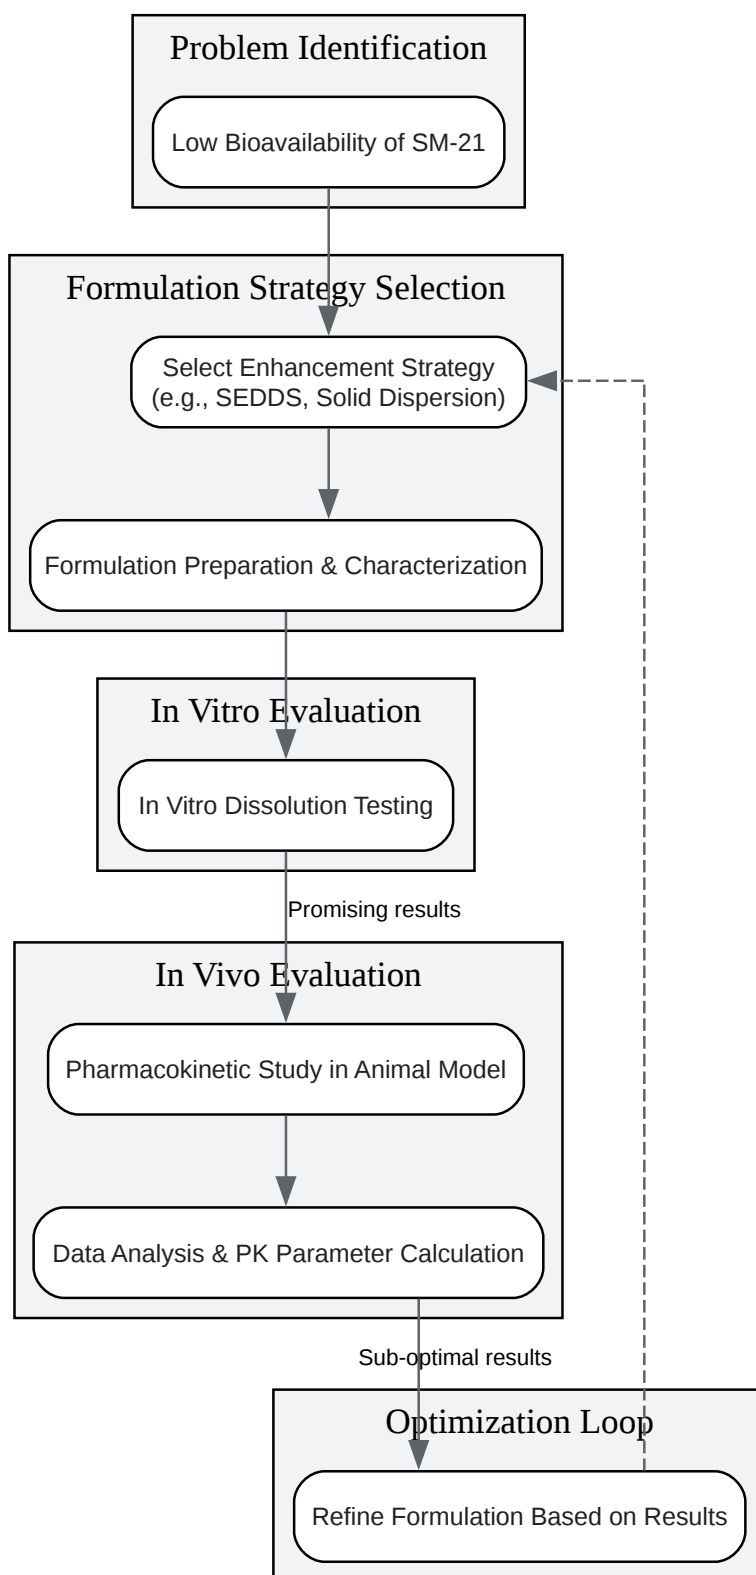 Problem Identification
Low Bioavailability of SM-21
Formulation Strategy Selection
Select Enhancement Strategy
(e.g., SEDDS, Solid Dispersion)
Formulation Preparation & Characterization
In Vitro Evaluation
In Vitro Dissolution Testing
Promising results
In Vivo Evaluation
Pharmacokinetic Study in Animal Model
Data Analysis & PK Parameter Calculation
Sub-optimal results
Optimization Loop
Refine Formulation Based on Results